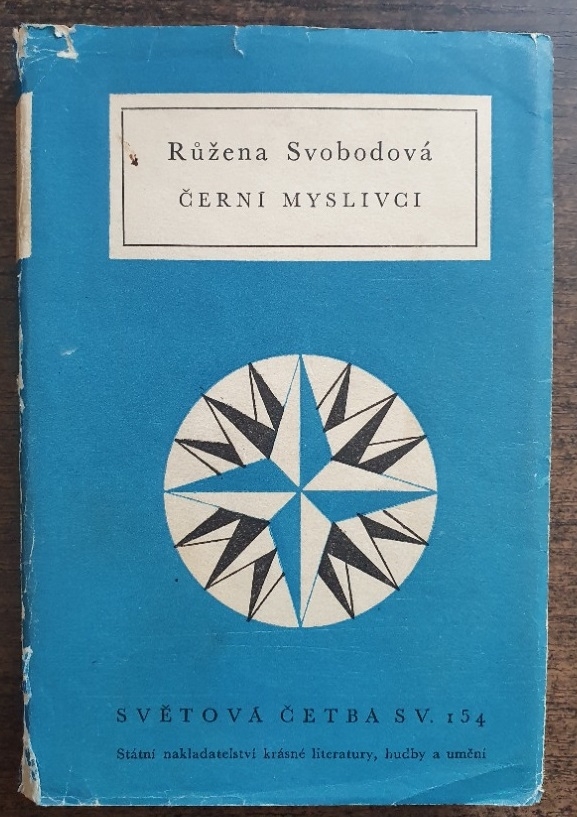 Růžena Svobodová
ČERNÍ MYSLIVCI
SVĚTOVÁ ČETBA SV. 154
Státní nakladatelství krásné literatury, hudby a umění